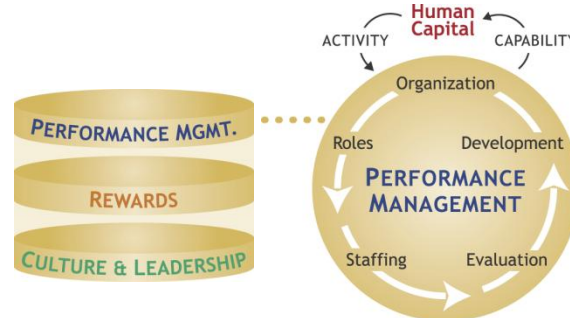 PERFORMANCE MGMT.
REWARDS
CULTURE & LEADERSHIP
Human
Capital
ACTIVITY
CAPABILITY
Organization
Roles
Development
PERFORMANCE
MANAGEMENT
Staffing
Evaluation